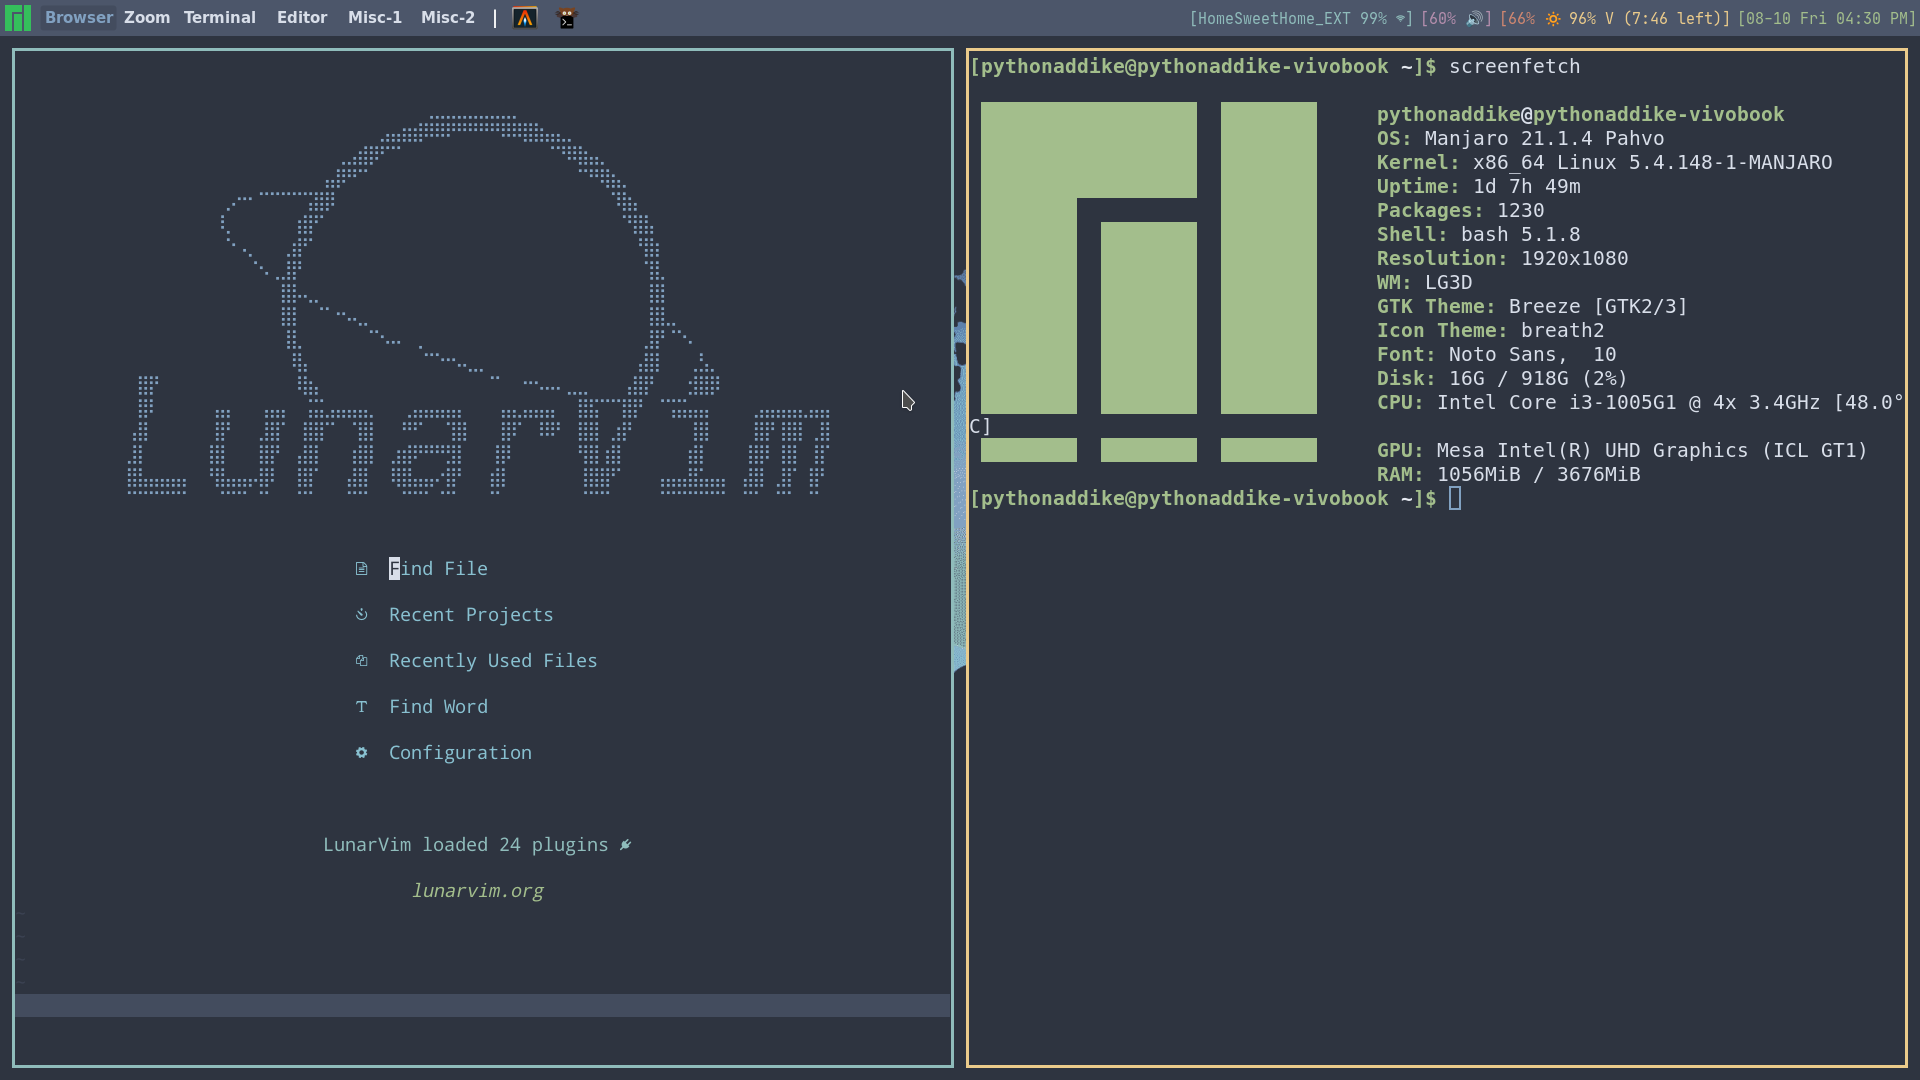 Browser Zoom Terminal Editor Misc-1 Misc-2 | [HomeSweetHome_EXT 99% ] [60% 🔊] [66% 🔅 96% V (7:46 left)] [08-10 Fri 04:30 PM]
LunarVim
Find File
Recent Projects
Recently Used Files
Find Word
Configuration
LunarVim loaded 24 plugins
lunarvim.org
~
~
~
~
[pythonaddike@pythonaddike-vivobook ~]$ screenfetch
pythonaddike@pythonaddike-vivobook
OS: Manjaro 21.1.4 Pahvo
Kernel: x86_64 Linux 5.4.148-1-MANJARO
Uptime: 1d 7h 49m
Packages: 1230
Shell: bash 5.1.8
Resolution: 1920x1080
WM: LG3D
GTK Theme: Breeze [GTK2/3]
Icon Theme: breath2
Font: Noto Sans,  10
Disk: 16G / 918G (2%)
CPU: Intel Core i3-1005G1 @ 4x 3.4GHz [48.0°
C]
GPU: Mesa Intel(R) UHD Graphics (ICL GT1)
RAM: 1056MiB / 3676MiB
[pythonaddike@pythonaddike-vivobook ~]$